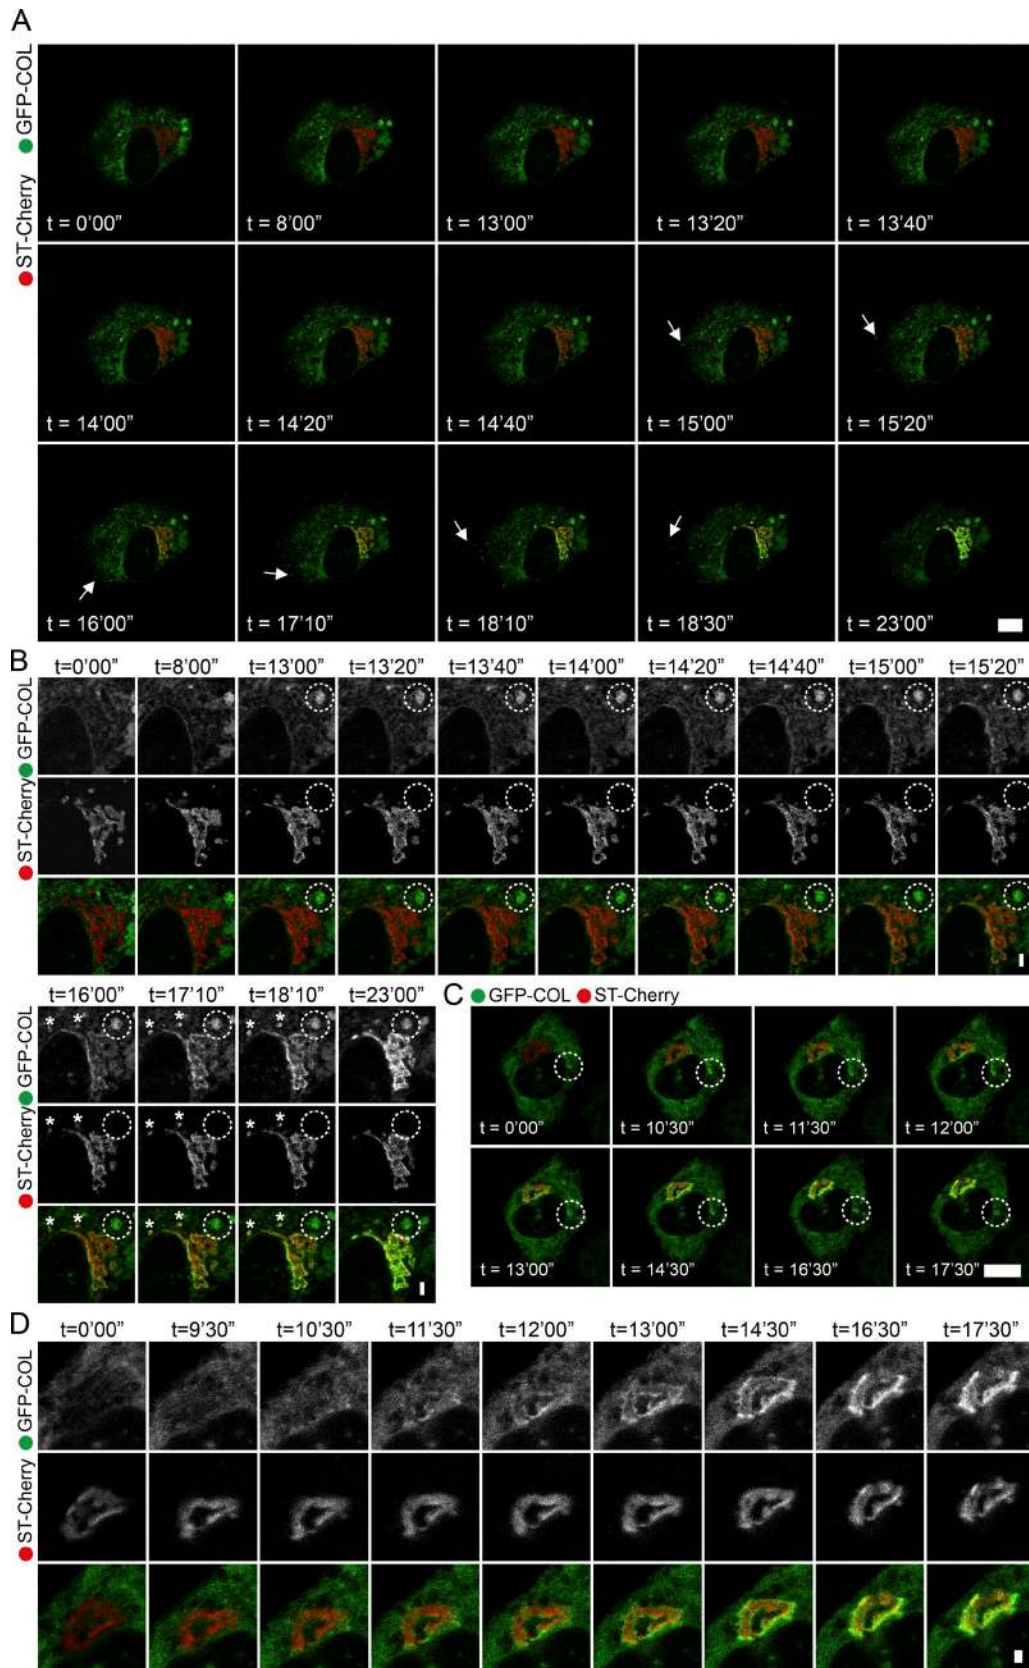 A
ST-Cherry GFP-COL
t = 0'00" t = 8'00" t = 13'00" t = 13'20" t = 13'40"
t = 14'00" t = 14'20" t = 14'40" t = 15'00" t = 15'20"
t = 16'00" t = 17'10" t = 18'10" t = 18'30" t = 23'00"
B
t=0'00" t=8'00" t=13'00" t=13'20" t=13'40" t=14'00" t=14'20" t=14'40" t=15'00" t=15'20"
ST-Cherry GFP-COL
t=16'00" t=17'10" t=18'10" t=23'00"
ST-Cherry GFP-COL
* *
* *
* *
* *
* *
* *
* *
* *
* *
C GFP-COL ST-Cherry
t = 0'00" t = 10'30" t = 11'30" t = 12'00"
t = 13'00" t = 14'30" t = 16'30" t = 17'30"
D
t=0'00" t=9'30" t=10'30" t=11'30" t=12'00" t=13'00" t=14'30" t=16'30" t=17'30"
ST-Cherry GFP-COL